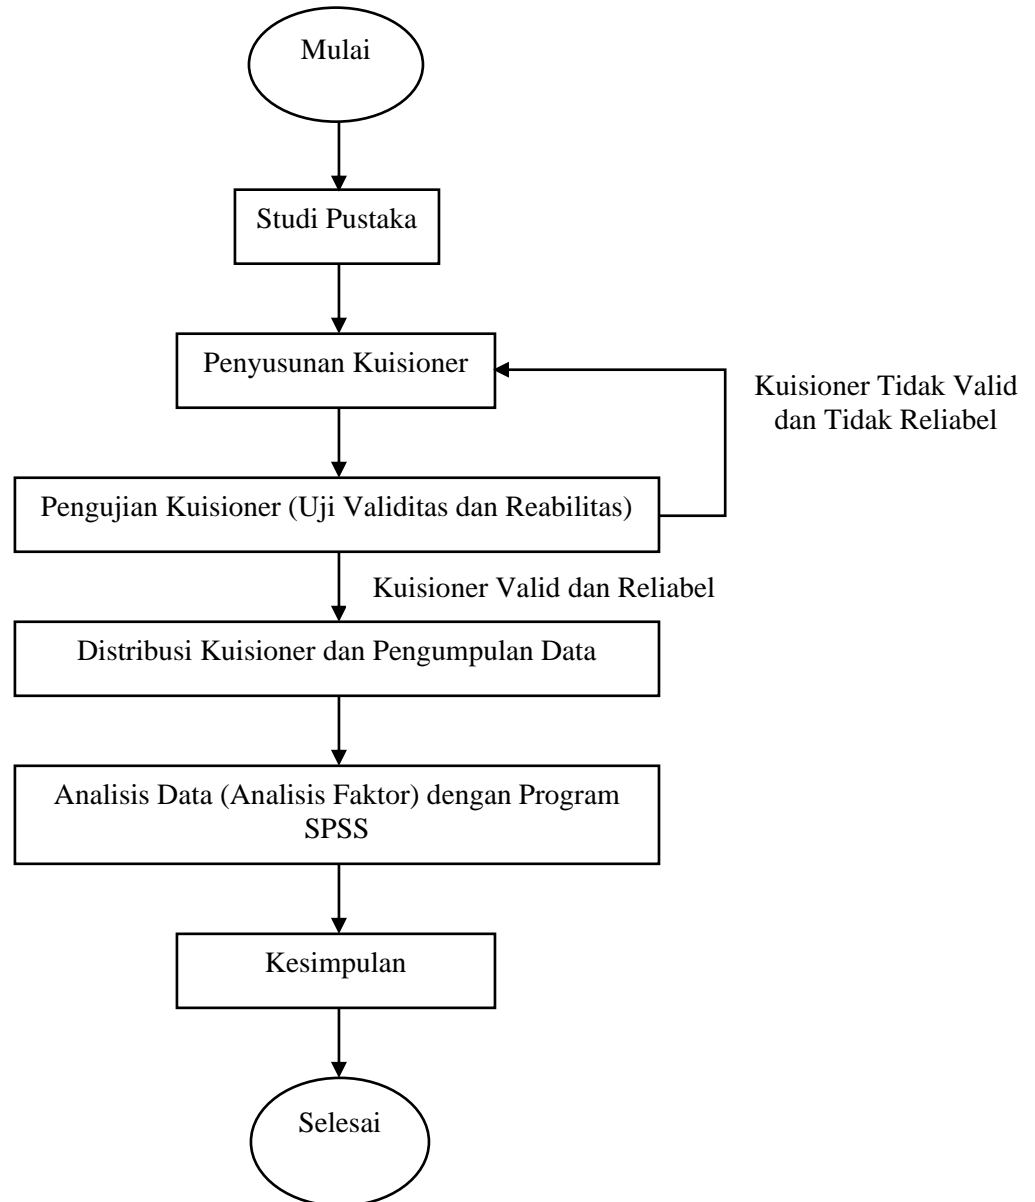 Mulai
Studi Pustaka
Penyusunan Kuisioner
Kuisioner Tidak Valid
dan Tidak Reliabel
Pengujian Kuisioner (Uji Validitas dan Reabilitas)
Kuisioner Valid dan Reliabel
Distribusi Kuisioner dan Pengumpulan Data
Analisis Data (Analisis Faktor) dengan Program
SPSS
Kesimpulan
Selesai